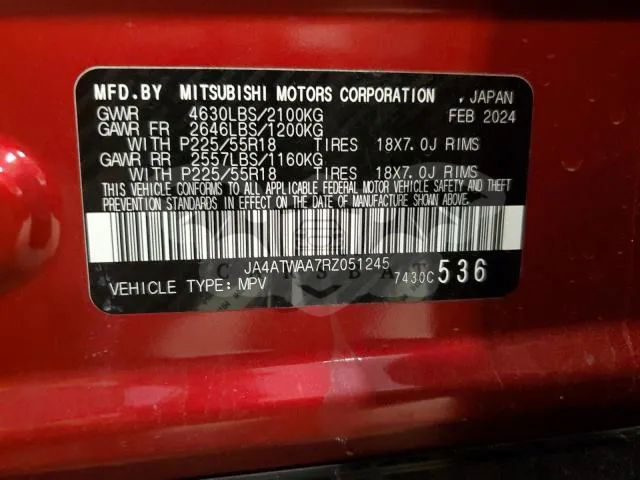 MFD.BY MITSUBISHI MOTORS CORPORATION , JAPAN
GVWR 4630LBS/2100KG FEB 2024
GAWR FR 2646LBS/1200KG
WITH P225/55R18 TIRES 18X7.0J RIMS
GAWR RR 2557LBS/1160KG
WITH P225/55R18 TIRES 18X7.0J RIMS
THIS VEHICLE CONFORMS TO ALL APPLICABLE FEDERAL MOTOR VEHICLE SAFETY AND THEFT
PREVENTION STANDARDS IN EFFECT ON THE DATE OF MANUFACTURE SHOWN ABOVE.
JA4ATWAA7RZ051245
VEHICLE TYPE: MPV 7430C 536